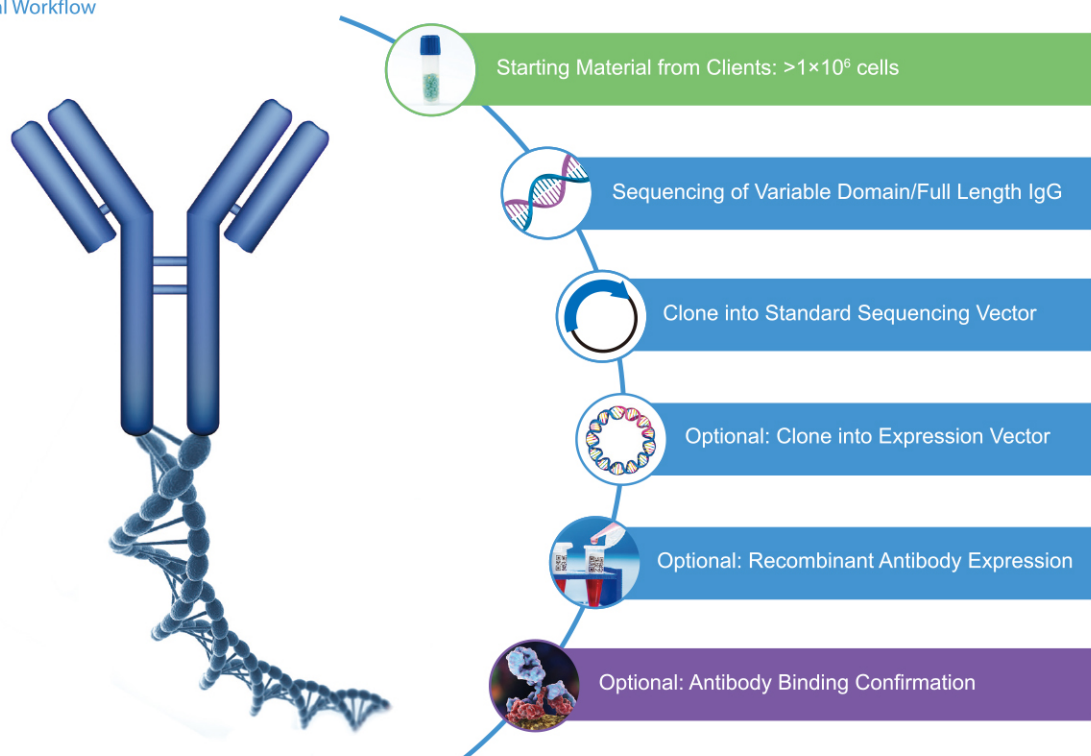 Workflow
Starting Material from Clients: >1×10⁶ cells
Sequencing of Variable Domain/Full Length IgG
Clone into Standard Sequencing Vector
Optional: Clone into Expression Vector
Optional: Recombinant Antibody Expression
Optional: Antibody Binding Confirmation